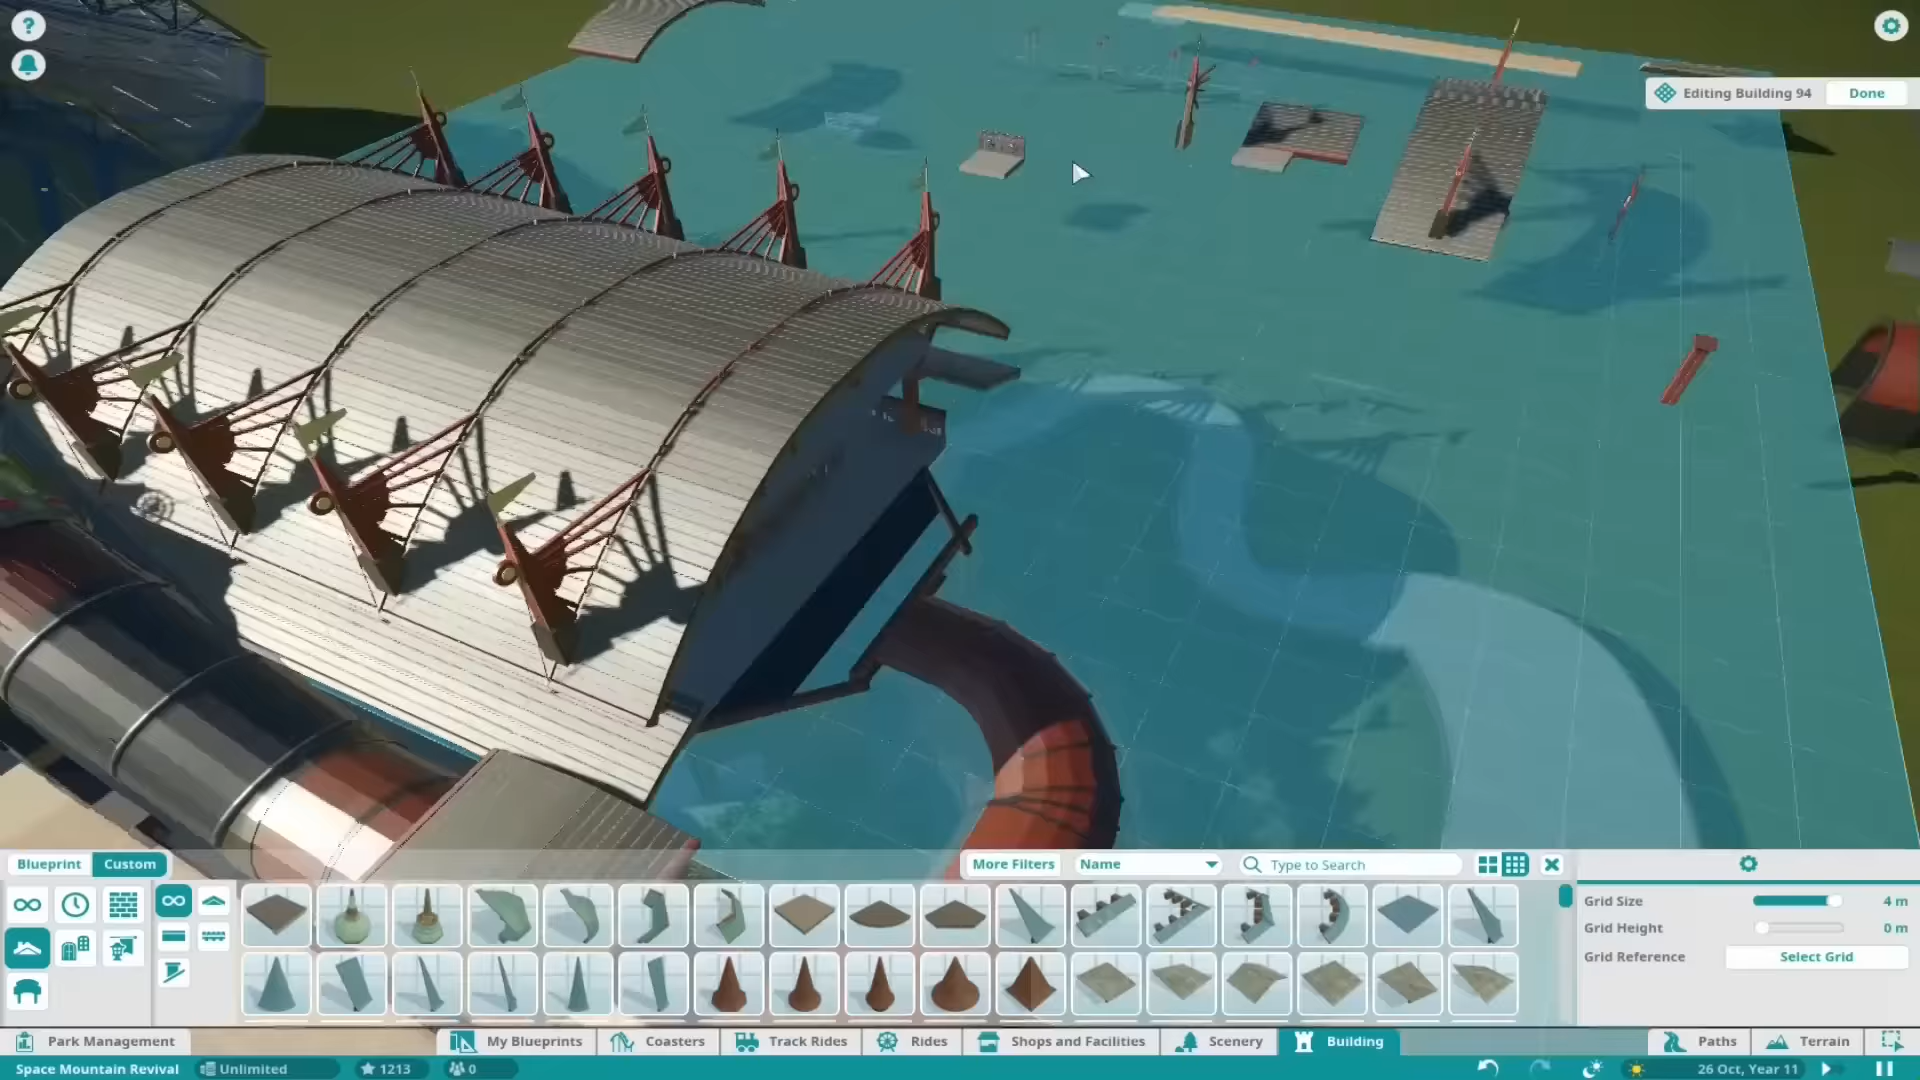 ?
Editing Building 94 Done
Blueprint Custom
More Filters Name Type to Search
Grid Size 4 m
Grid Height 0 m
Grid Reference Select Grid
Park Management My Blueprints Coasters Track Rides Rides Shops and Facilities Scenery Building Paths Terrain
Space Mountain Revival Unlimited 1213 0 26 Oct, Year 11